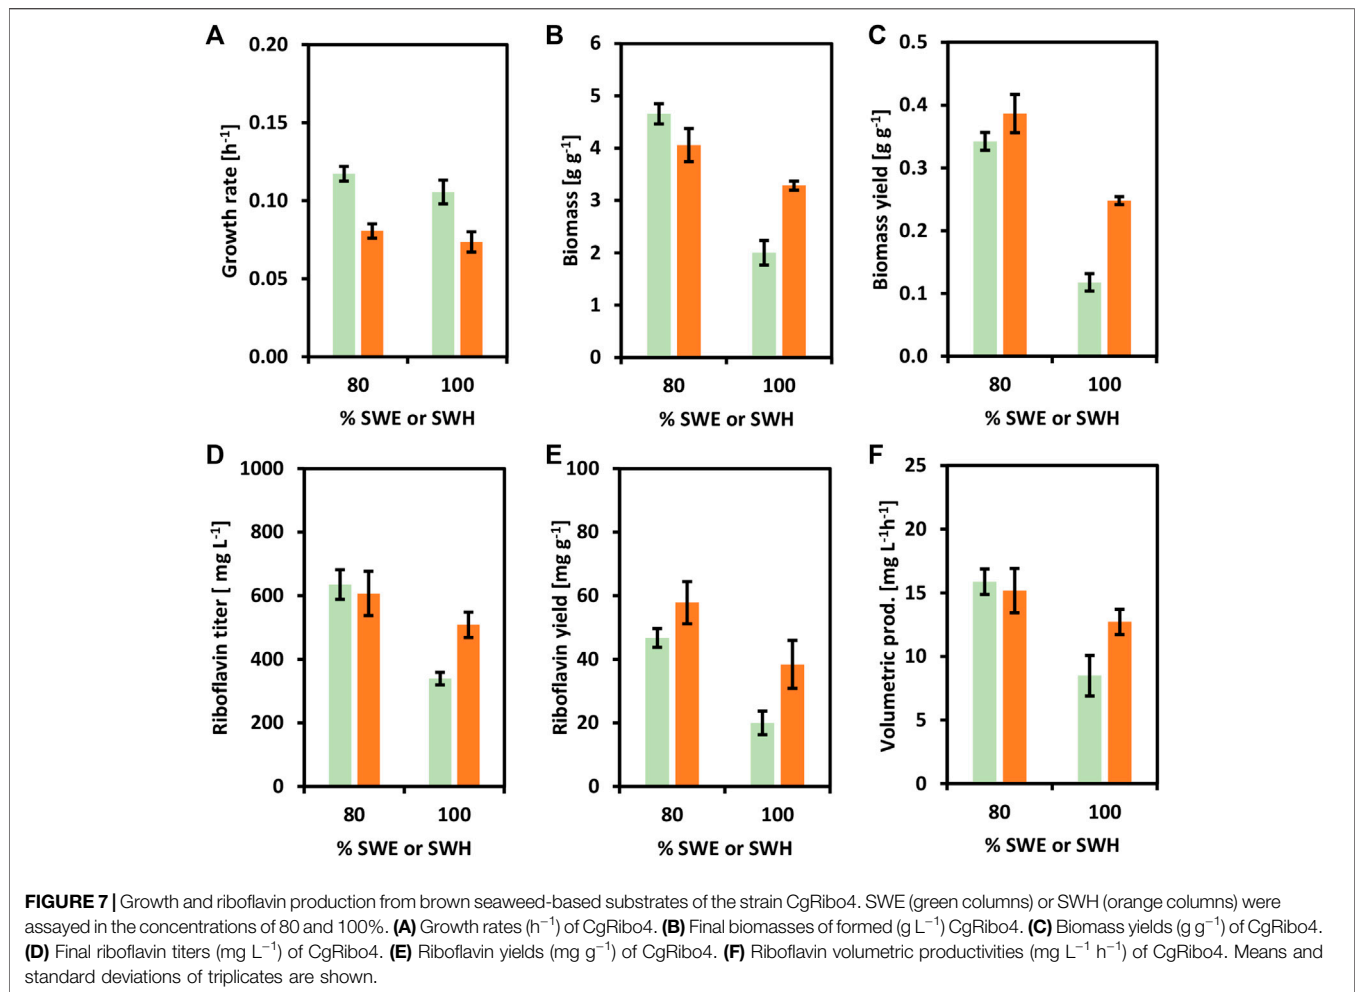 A
0.20
0.15
0.10
0.05
0.00
Growth rate [h⁻¹]
80 100
% SWE or SWH
B
6
5
4
3
2
1
0
Biomass [g g⁻¹]
80 100
% SWE or SWH
C
0.5
0.4
0.3
0.2
0.1
0.0
Biomass yield [g g⁻¹]
80 100
% SWE or SWH
D
1000
800
600
400
200
0
Riboflavin titer [ mg L⁻¹]
80 100
% SWE or SWH
E
100
80
60
40
20
0
Riboflavin yield [mg g⁻¹]
80 100
% SWE or SWH
F
25
20
15
10
5
0
Volumetric prod. [mg L⁻¹h⁻¹]
80 100
% SWE or SWH
FIGURE 7 | Growth and riboflavin production from brown seaweed-based substrates of the strain CgRibo4. SWE (green columns) or SWH (orange columns) were
assayed in the concentrations of 80 and 100%. (A) Growth rates (h⁻¹) of CgRibo4. (B) Final biomasses of formed (g L⁻¹) CgRibo4. (C) Biomass yields (g g⁻¹) of CgRibo4.
(D) Final riboflavin titers (mg L⁻¹) of CgRibo4. (E) Riboflavin yields (mg g⁻¹) of CgRibo4. (F) Riboflavin volumetric productivities (mg L⁻¹ h⁻¹) of CgRibo4. Means and
standard deviations of triplicates are shown.